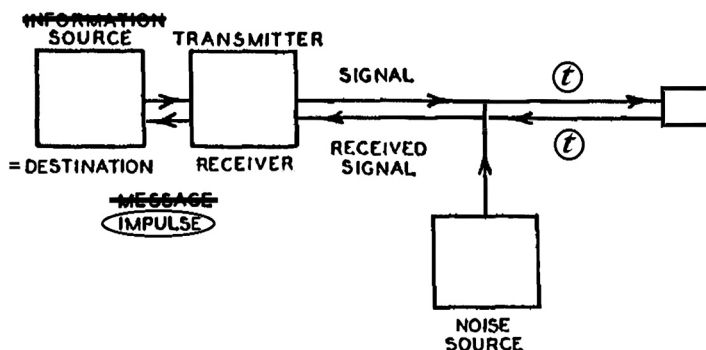 INFORMATION
SOURCE
TRANSMITTER
SIGNAL
t
= DESTINATION
RECEIVER
RECEIVED
SIGNAL
t
MESSAGE
IMPULSE
NOISE
SOURCE